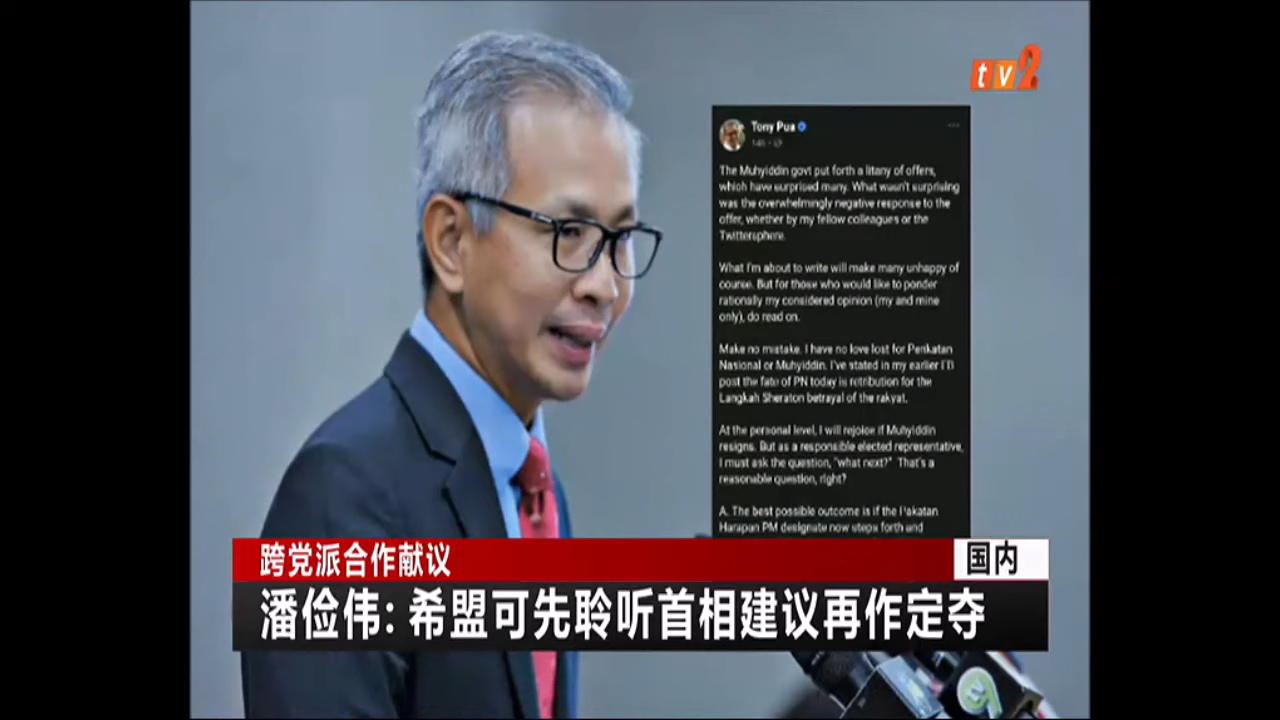 tv2
Tony Pua
The Muhyiddin govt put forth a litany of offers,
which have surprised many. What wasn't surprising
was the overwhelmingly negative response to the
offer, whether by my fellow colleagues or the
Twittersphere.
What I'm about to write will make many unhappy of
course. But for those who would like to ponder
rationally my considered opinion (my and mine
only), do read on.
Make no mistake. I have no love lost for Perikatan
Nasional or Muhyiddin. I've stated in my earlier
post the fate of PN today is retribution for the
Langkah Sheraton betrayal of the rakyat.
At the personal level, I will rejoice if Muhyiddin
resigns. But as a responsible elected representative,
I must ask the question, "what next?" That's a
reasonable question, right?
A. The best possible outcome is if the Pakatan
Harapan PM designate now steps forth and
跨党派合作献议
国内
潘俭伟: 希盟可先聆听首相建议再作定夺
9